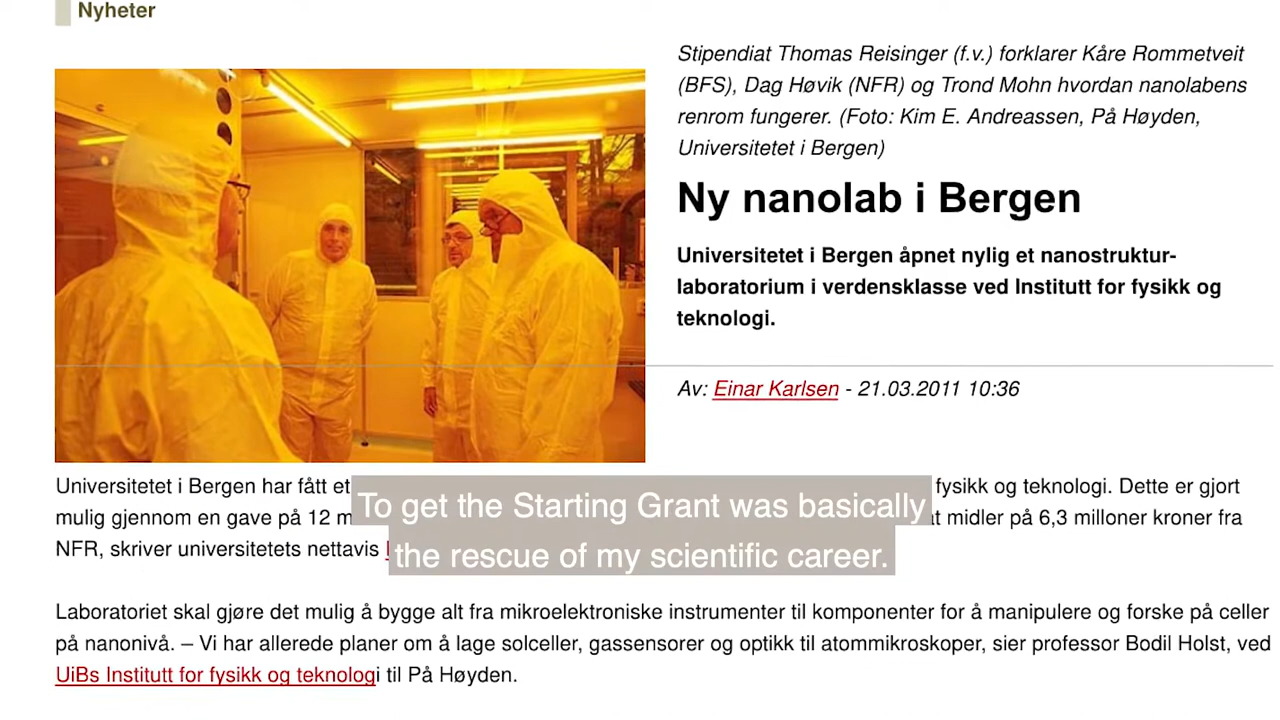 Nyheter
Stipendiat Thomas Reisinger (f.v.) forklarer Kåre Rommetveit
(BFS), Dag Høvik (NFR) og Trond Mohn hvordan nanolabens
renrom fungerer. (Foto: Kim E. Andreassen, På Høyden,
Universitetet i Bergen)
Ny nanolab i Bergen
Universitetet i Bergen åpnet nylig et nanostruktur-
laboratorium i verdensklasse ved Institutt for fysikk og
teknologi.
Av: Einar Karlsen - 21.03.2011 10:36
Universitetet i Bergen har fått et fysikk og teknologi. Dette er gjort
mulig gjennom en gave på 12 midler på 6,3 milloner kroner fra
NFR, skriver universitetets nettavis
To get the Starting Grant was basically
the rescue of my scientific career.
Laboratoriet skal gjøre det mulig å bygge alt fra mikroelektroniske instrumenter til komponenter for å manipulere og forske på celler
på nanonivå. – Vi har allerede planer om å lage solceller, gassensorer og optikk til atommikroskoper, sier professor Bodil Holst, ved
UiBs Institutt for fysikk og teknologi til På Høyden.